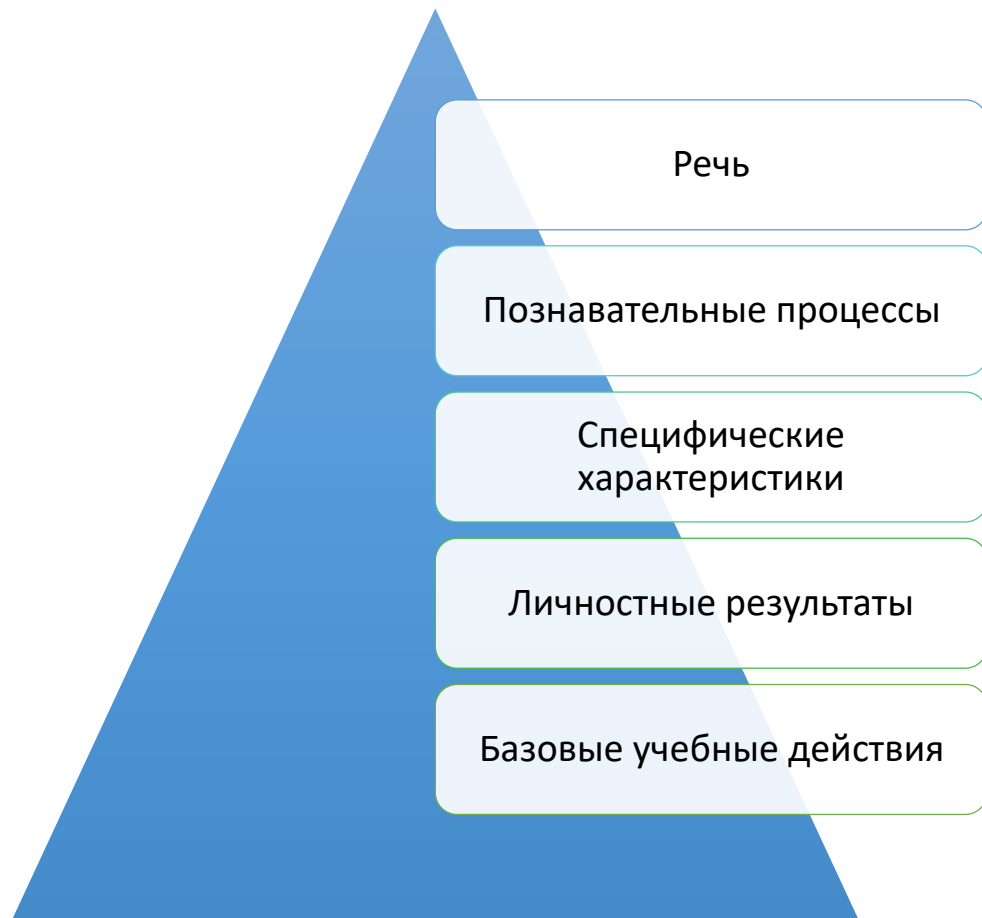 Речь
Познавательные процессы
Специфические
характеристики
Личностные результаты
Базовые учебные действия